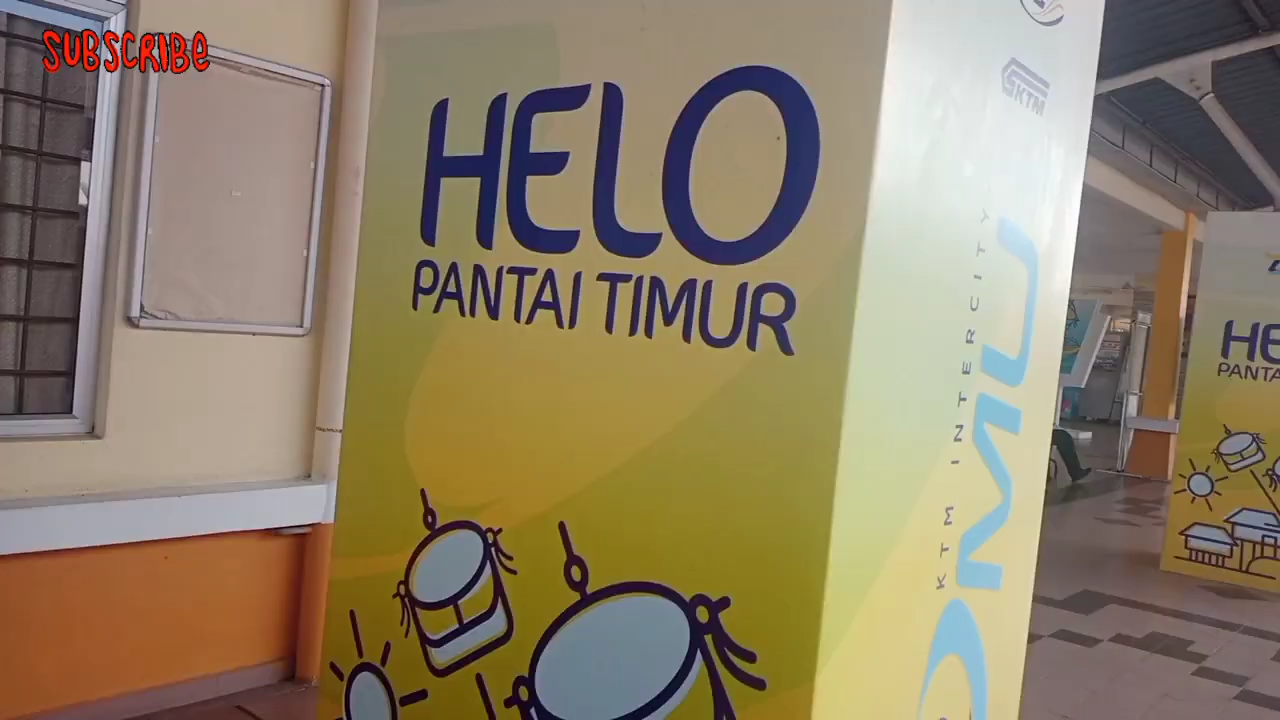 SUBSCRIBE
HELO
PANTAI TIMUR
KTM
KTM INTERCITY
DMU
HE
PANTA